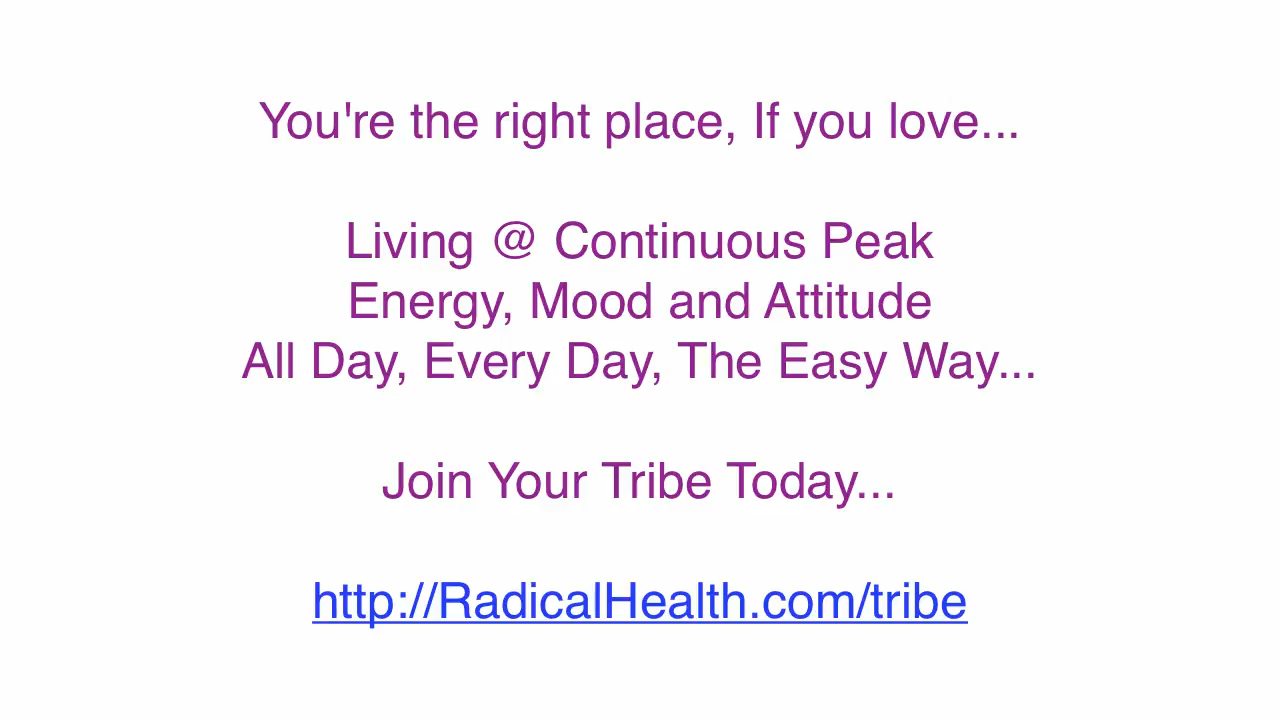 You're the right place, If you love...
Living @ Continuous Peak
Energy, Mood and Attitude
All Day, Every Day, The Easy Way...
Join Your Tribe Today...
http://RadicalHealth.com/tribe